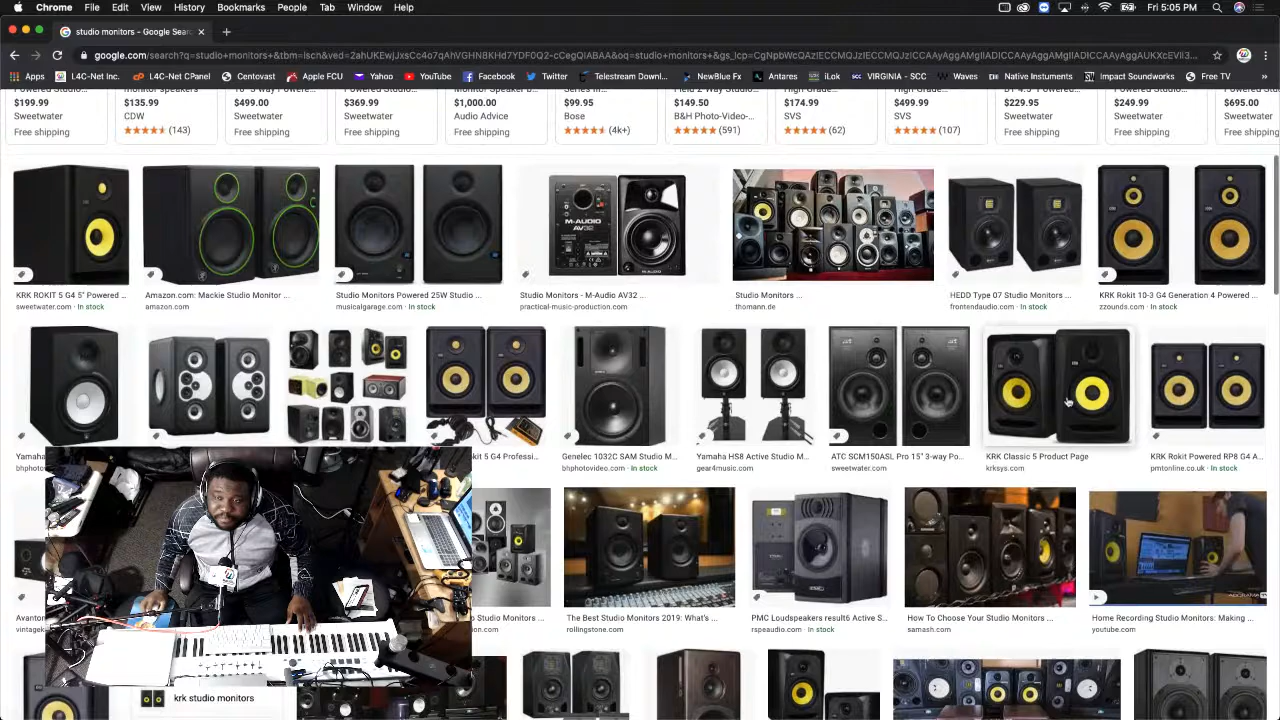 Chrome File Edit View History Bookmarks People Tab Window Help
Fri 5:05 PM
studio monitors - Google Sear
Apps L4C-Net Inc. L4C-Net CPanel Centovast Apple FCU Yahoo YouTube Facebook Twitter Telestream Downl... NewBlue Fx Antares iLok VIRGINIA - SCC Waves Native Instuments Impact Soundworks Free TV
$199.99 $135.99 $499.00 $369.99 $1,000.00 $99.95 $149.50 $174.99 $499.99 $229.95 $249.99 $695.00
Sweetwater CDW Sweetwater Sweetwater Audio Advice Bose B&H Photo-Video-... SVS SVS Sweetwater Sweetwater Sweetwater
Free shipping (143) Free shipping Free shipping Free shipping (4k+) (591) (62) (107) Free shipping Free shipping Free shipping
KRK ROKIT 5 G4 5" Powered ... Amazon.com: Mackie Studio Monitor ... Studio Monitors Powered 25W Studio ... Studio Monitors - M-Audio AV32 ... Studio Monitors ... HEDD Type 07 Studio Monitors ... KRK Rokit 10-3 G4 Generation 4 Powered ...
sweetwater.com · In stock amazon.com musicalgarage.com · In stock practical-music-production.com thomann.de frontendaudio.com · In stock zzounds.com · In stock
Yamaha kit 5 G4 Professi... Genelec 1032C SAM Studio M... Yamaha HS8 Active Studio M... ATC SCM150ASL Pro 15" 3-way Po... KRK Classic 5 Product Page KRK Rokit Powered RP8 G4 A...
bhphotov bhphotovideo.com · In stock gear4music.com · In stock sweetwater.com krksys.com pmtonline.co.uk · In stock
Avanton tudio Monitors ... The Best Studio Monitors 2019: What's ... PMC Loudspeakers result6 Active S... How To Choose Your Studio Monitors ... Home Recording Studio Monitors: Making ...
vintagek rollingstone.com rspeaudio.com · In stock samash.com youtube.com
krk studio monitors